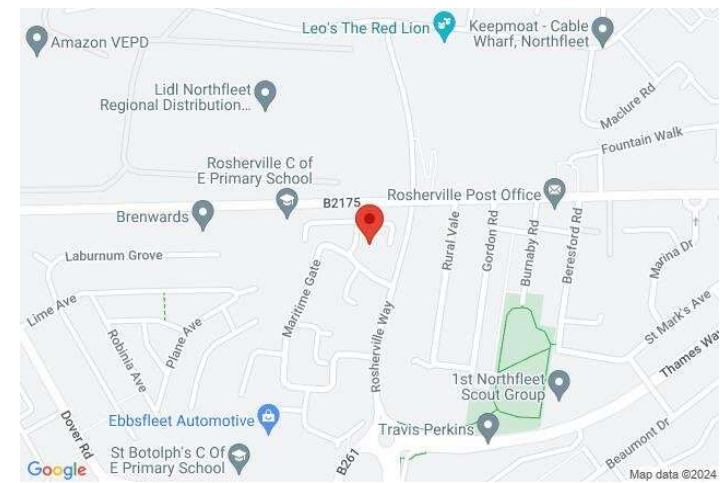 Leo's The Red Lion
Keepmoat - Cable
Wharf, Northfleet
Amazon VEPD
Lidl Northfleet
Regional Distribution...
Maclure Rd
Fountain Walk
Rosherville C of
E Primary School
Rosherville Post Office
B2175
Brenwards
Laburnum Grove
Maritime Gate
Rural Vale
Gordon Rd
Burnaby Rd
Beresford Rd
Marina Dr
Lime Ave
Robinia Ave
Plane Ave
Rosherville Way
St Mark's Ave
Thames Way
1st Northfleet
Scout Group
Dover Rd
Ebbsfleet Automotive
Travis Perkins
St Botolph's C Of
E Primary School
B261
Beaumont Dr
Google
Map data ©2024